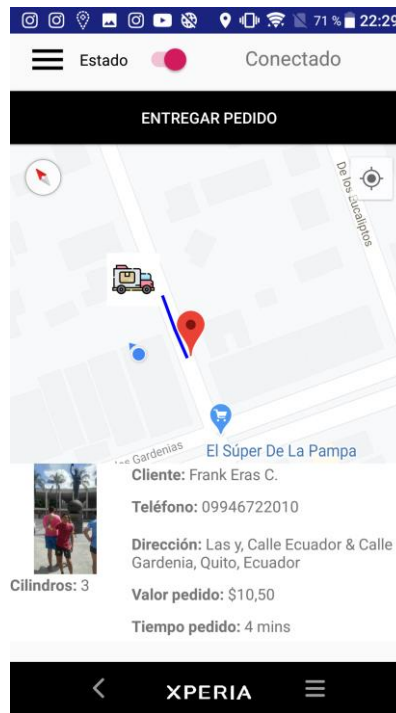 71 % 22:29
Estado Conectado
ENTREGAR PEDIDO
De los Eucaliptos
Gardenias
El Súper De La Pampa
Cliente: Frank Eras C.
Teléfono: 09946722010
Dirección: Las y, Calle Ecuador & Calle
Gardenia, Quito, Ecuador
Cilindros: 3
Valor pedido: $10,50
Tiempo pedido: 4 mins
XPERIA